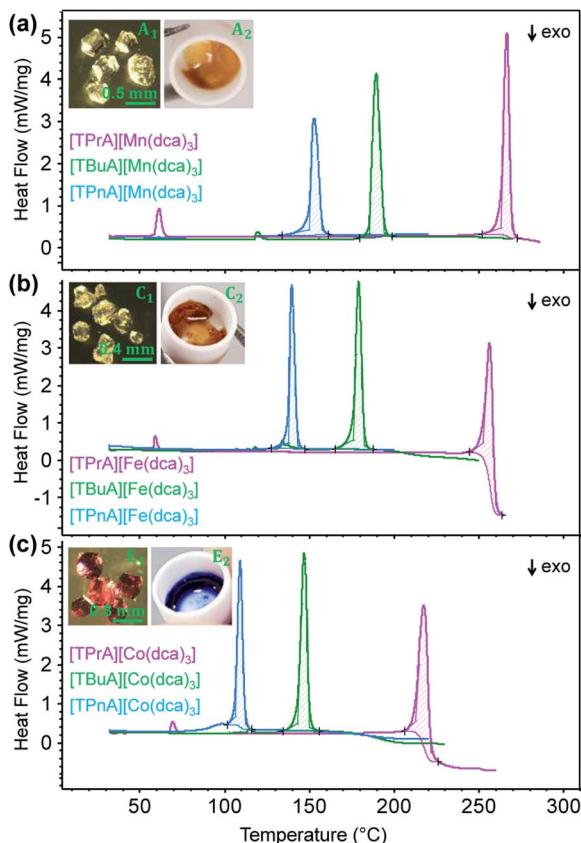 (a)
A₁
A₂
↓ exo
0.5 mm
[TPrA][Mn(dca)₃]
[TBuA][Mn(dca)₃]
[TPnA][Mn(dca)₃]
Heat Flow (mW/mg)
5
4
3
2
1
0
(b)
C₁
C₂
↓ exo
0.4 mm
[TPrA][Fe(dca)₃]
[TBuA][Fe(dca)₃]
[TPnA][Fe(dca)₃]
Heat Flow (mW/mg)
4
3
2
1
0
-1
(c)
E₁
E₂
↓ exo
0.8 mm
[TPrA][Co(dca)₃]
[TBuA][Co(dca)₃]
[TPnA][Co(dca)₃]
Heat Flow (mW/mg)
5
4
3
2
1
0
50 100 150 200 250 300
Temperature (°C)